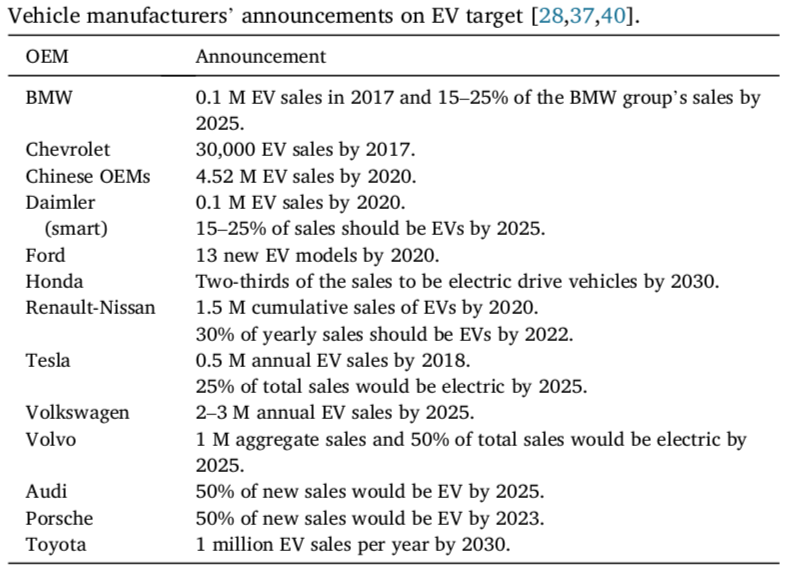 Vehicle manufacturers’ announcements on EV target [28,37,40].
OEM Announcement
BMW 0.1 M EV sales in 2017 and 15–25% of the BMW group’s sales by
2025.
Chevrolet 30,000 EV sales by 2017.
Chinese OEMs 4.52 M EV sales by 2020.
Daimler 0.1 M EV sales by 2020.
(smart) 15–25% of sales should be EVs by 2025.
Ford 13 new EV models by 2020.
Honda Two-thirds of the sales to be electric drive vehicles by 2030.
Renault-Nissan 1.5 M cumulative sales of EVs by 2020.
30% of yearly sales should be EVs by 2022.
Tesla 0.5 M annual EV sales by 2018.
25% of total sales would be electric by 2025.
Volkswagen 2–3 M annual EV sales by 2025.
Volvo 1 M aggregate sales and 50% of total sales would be electric by
2025.
Audi 50% of new sales would be EV by 2025.
Porsche 50% of new sales would be EV by 2023.
Toyota 1 million EV sales per year by 2030.